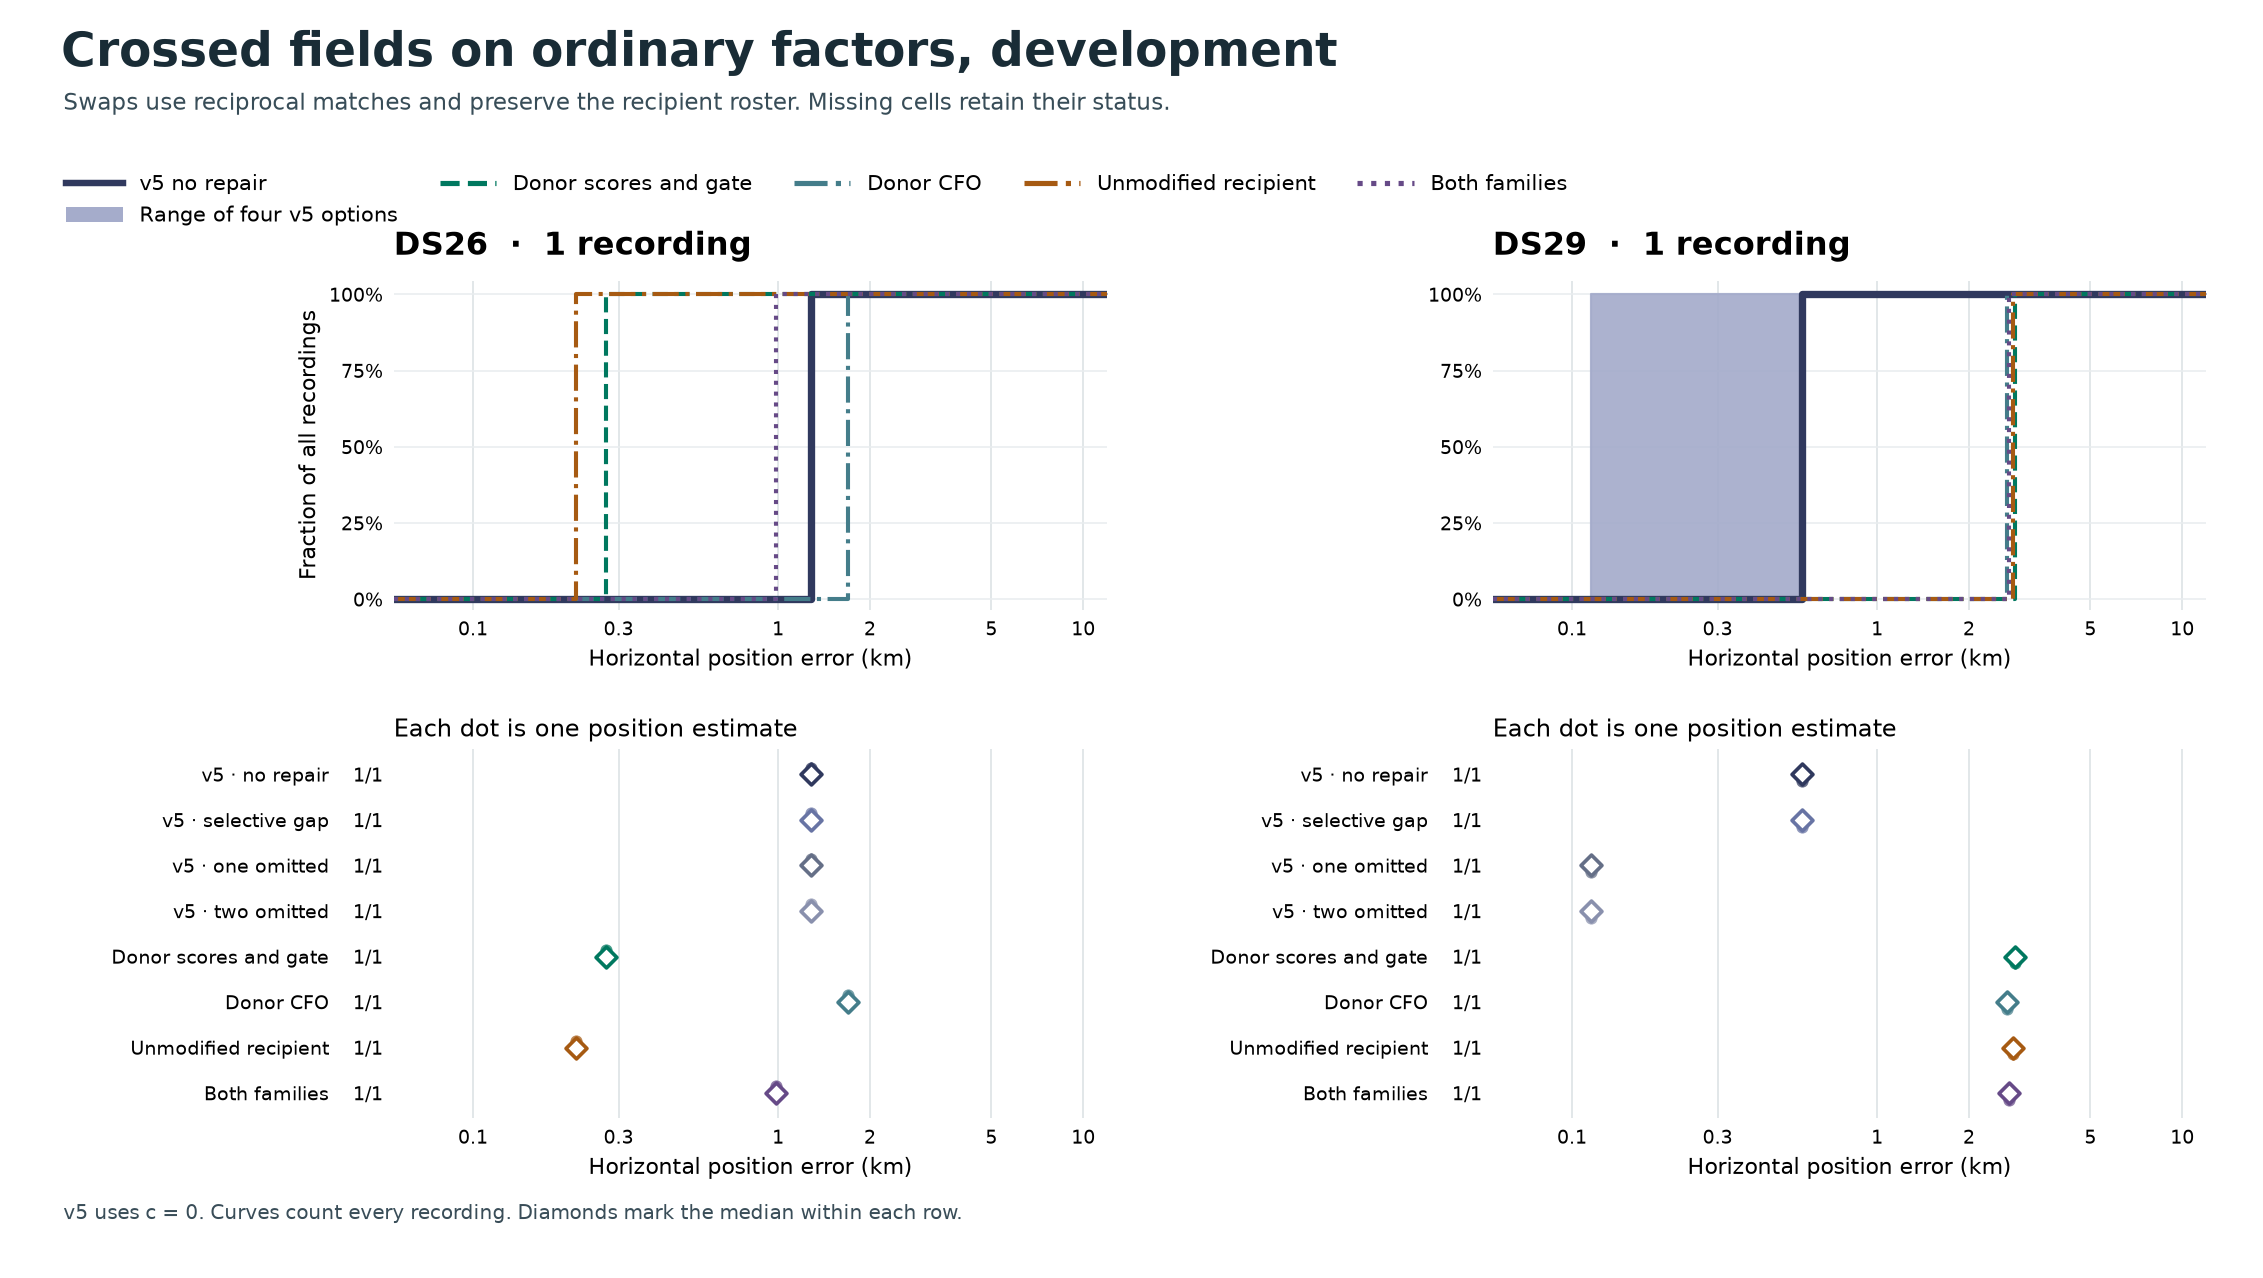 Crossed fields on ordinary factors, development
Swaps use reciprocal matches and preserve the recipient roster. Missing cells retain their status.
v5 no repair
Donor scores and gate
Donor CFO
Unmodified recipient
Both families
Range of four v5 options
DS26 · 1 recording
Fraction of all recordings
100%
75%
50%
25%
0%
0.1 0.3 1 2 5 10
Horizontal position error (km)
DS29 · 1 recording
100%
75%
50%
25%
0%
0.1 0.3 1 2 5 10
Horizontal position error (km)
Each dot is one position estimate
v5 · no repair 1/1
v5 · selective gap 1/1
v5 · one omitted 1/1
v5 · two omitted 1/1
Donor scores and gate 1/1
Donor CFO 1/1
Unmodified recipient 1/1
Both families 1/1
0.1 0.3 1 2 5 10
Horizontal position error (km)
Each dot is one position estimate
v5 · no repair 1/1
v5 · selective gap 1/1
v5 · one omitted 1/1
v5 · two omitted 1/1
Donor scores and gate 1/1
Donor CFO 1/1
Unmodified recipient 1/1
Both families 1/1
0.1 0.3 1 2 5 10
Horizontal position error (km)
v5 uses c = 0. Curves count every recording. Diamonds mark the median within each row.